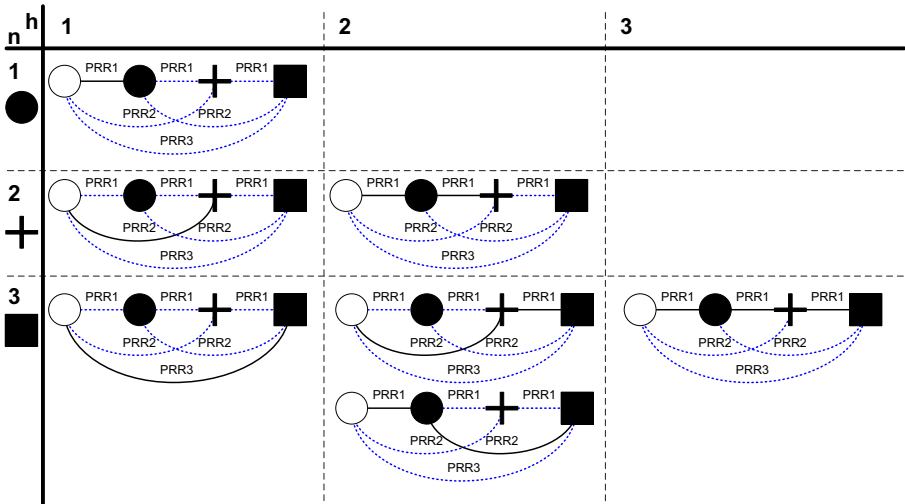 h 1 2 3
n
1
PRR1 PRR1 PRR1
PRR2 PRR2
PRR3
2
PRR1 PRR1 PRR1 PRR1 PRR1 PRR1
PRR2 PRR2 PRR2 PRR2
PRR3 PRR3
3
PRR1 PRR1 PRR1 PRR1 PRR1 PRR1 PRR1 PRR1 PRR1
PRR2 PRR2 PRR2 PRR2 PRR2 PRR2
PRR3 PRR3 PRR3
PRR1 PRR1 PRR1
PRR2 PRR2
PRR3